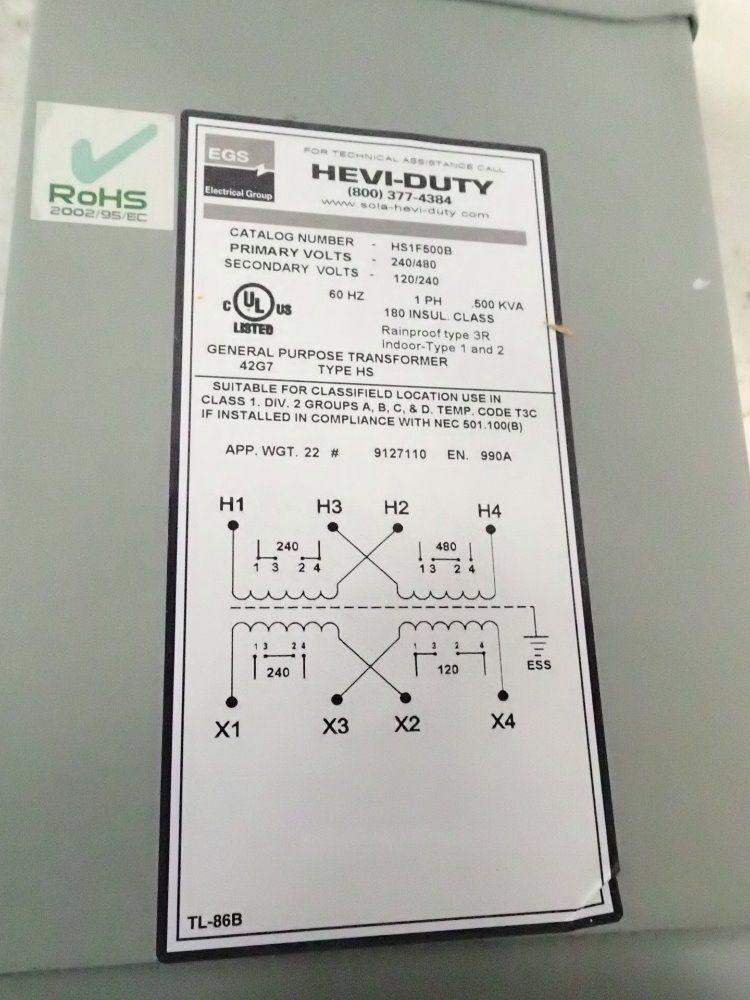 RoHS
2002/95/EC
EGS
Electrical Group
FOR TECHNICAL ASSISTANCE CALL
HEVI-DUTY
(800) 377-4384
www sola-hevi-duty com
CATALOG NUMBER - HS1F500B
PRIMARY VOLTS - 240/480
SECONDARY VOLTS - 120/240
60 HZ 1 PH .500 KVA
180 INSUL. CLASS
C UL US
LISTED
Rainproof type 3R
Indoor-Type 1 and 2
GENERAL PURPOSE TRANSFORMER
42G7 TYPE HS
SUITABLE FOR CLASSIFIELD LOCATION USE IN
CLASS 1. DIV. 2 GROUPS A, B, C, & D. TEMP. CODE T3C
IF INSTALLED IN COMPLIANCE WITH NEC 501.100(B)
APP. WGT. 22 # 9127110 EN. 990A
H1 H3 H2 H4
240 480
1 3 2 4 1 3 2 4
1 3 2 4 1 3 2 4
240 120
ESS
X1 X3 X2 X4
TL-86B